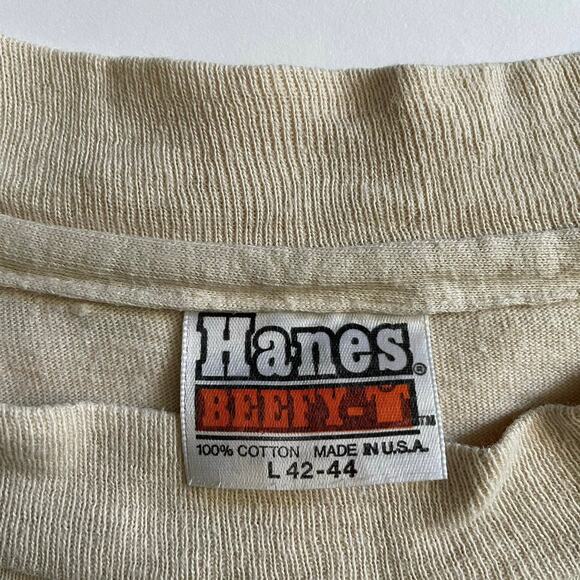 Hanes®
BEEFY-T™
100% COTTON MADE IN U.S.A.
L 42-44